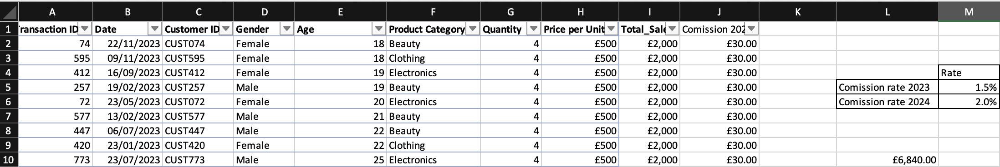 A B C D E F G H I J K L M
1 Transaction ID Date Customer ID Gender Age Product Category Quantity Price per Unit Total_Sale Comission 202
2 74 22/11/2023 CUST074 Female 18 Beauty 4 £500 £2,000 £30.00
3 595 09/11/2023 CUST595 Female 18 Clothing 4 £500 £2,000 £30.00
4 412 16/09/2023 CUST412 Female 19 Electronics 4 £500 £2,000 £30.00 Rate
5 257 19/02/2023 CUST257 Male 19 Beauty 4 £500 £2,000 £30.00 Comission rate 2023 1.5%
6 72 23/05/2023 CUST072 Female 20 Electronics 4 £500 £2,000 £30.00 Comission rate 2024 2.0%
7 577 13/02/2023 CUST577 Male 21 Beauty 4 £500 £2,000 £30.00
8 447 06/07/2023 CUST447 Male 22 Beauty 4 £500 £2,000 £30.00
9 420 23/01/2023 CUST420 Female 22 Clothing 4 £500 £2,000 £30.00
10 773 23/07/2023 CUST773 Male 25 Electronics 4 £500 £2,000 £30.00 £6,840.00